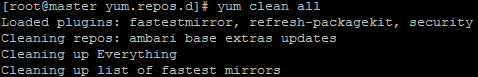 [root@master yum.repos.d]# yum clean all
Loaded plugins: fastestmirror, refresh-packagekit, security
Cleaning repos: ambari base extras updates
Cleaning up Everything
Cleaning up list of fastest mirrors